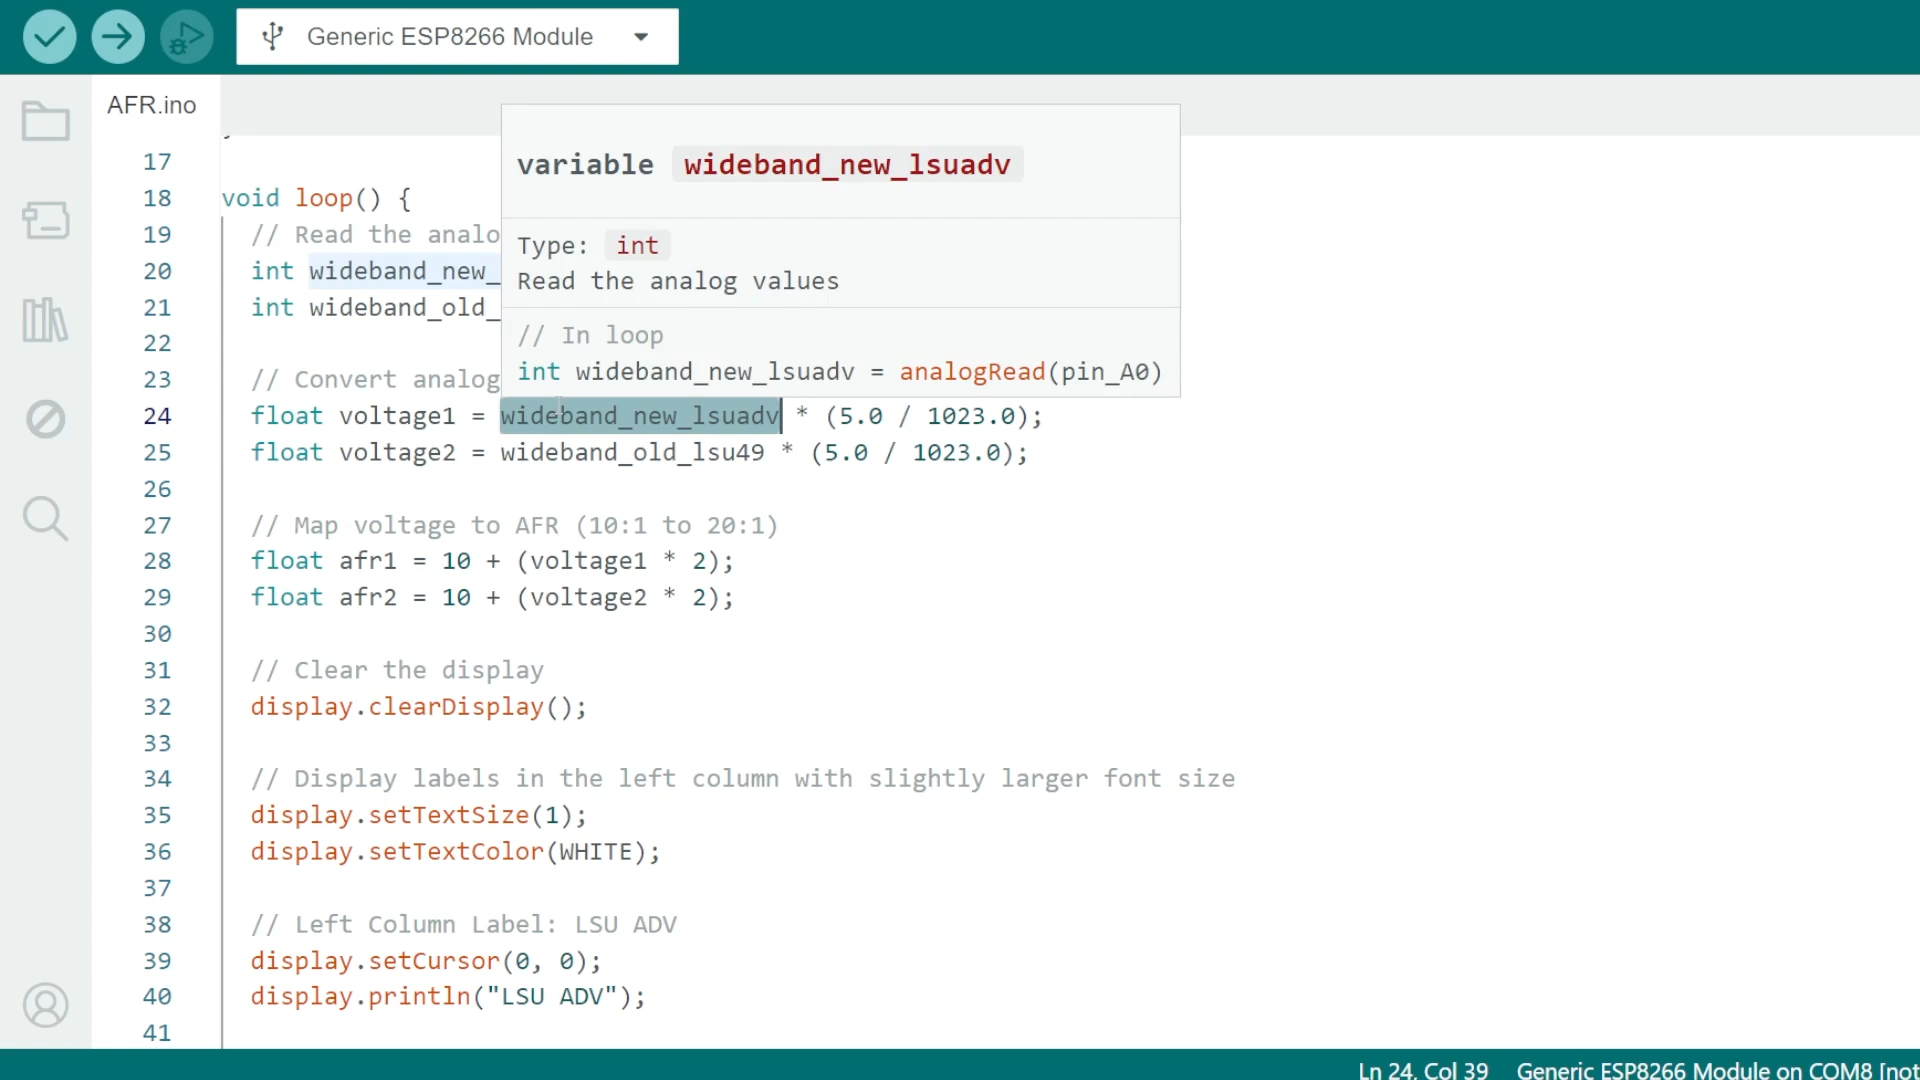 Generic ESP8266 Module
AFR.ino
variable wideband_new_lsuadv
Type: int
Read the analog values
// In loop
int wideband_new_lsuadv = analogRead(pin_A0)
17
18 void loop() {
19 // Read the analo
20 int wideband_new_
21 int wideband_old_
22
23 // Convert analog
24 float voltage1 = wideband_new_lsuadv * (5.0 / 1023.0);
25 float voltage2 = wideband_old_lsu49 * (5.0 / 1023.0);
26
27 // Map voltage to AFR (10:1 to 20:1)
28 float afr1 = 10 + (voltage1 * 2);
29 float afr2 = 10 + (voltage2 * 2);
30
31 // Clear the display
32 display.clearDisplay();
33
34 // Display labels in the left column with slightly larger font size
35 display.setTextSize(1);
36 display.setTextColor(WHITE);
37
38 // Left Column Label: LSU ADV
39 display.setCursor(0, 0);
40 display.println("LSU ADV");
41
Ln 24, Col 39 Generic ESP8266 Module on COM8 [not